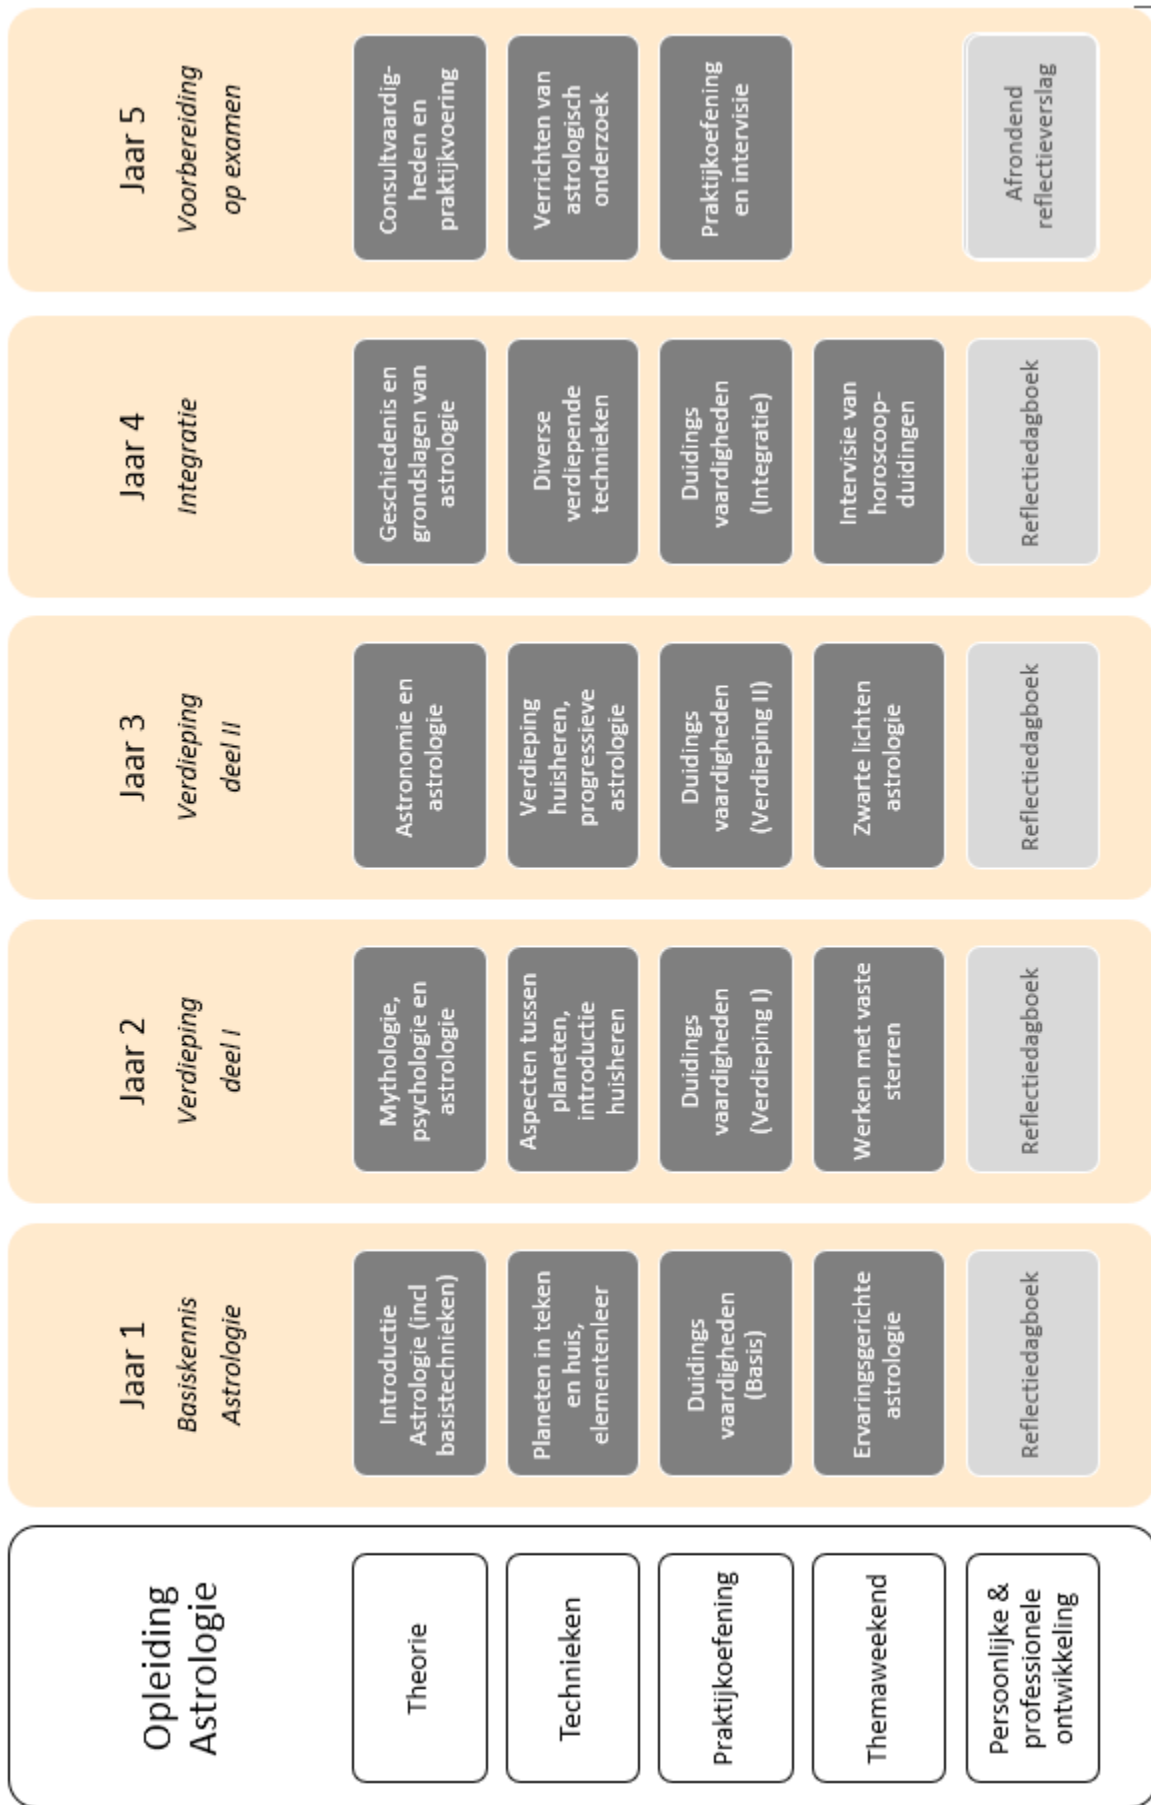 Opleiding
Astrologie
Theorie
Technieken
Praktijkoefening
Themaweekend
Persoonlijke &
professionele
ontwikkeling
Jaar 1
Basiskennis
Astrologie
Introductie
Astrologie (incl
basistechnieken)
Planeten in teken
en huis,
elementenleer
Duidings
vaardigheden
(Basis)
Ervaringsgerichte
astrologie
Reflectiedagboek
Jaar 2
Verdieping
deel I
Mythologie,
psychologie en
astrologie
Aspecten tussen
planeten,
introductie
huisheren
Duidings
vaardigheden
(Verdieping I)
Werken met vaste
sterren
Reflectiedagboek
Jaar 3
Verdieping
deel II
Astronomie en
astrologie
Verdieping
huisheren,
progressieve
astrologie
Duidings
vaardigheden
(Verdieping II)
Zwarte lichten
astrologie
Reflectiedagboek
Jaar 4
Integratie
Geschiedenis en
grondslagen van
astrologie
Diverse
verdiepende
technieken
Duidings
vaardigheden
(Integratie)
Intervisie van
horoscoop-
duidingen
Reflectiedagboek
Jaar 5
Voorbereiding
op examen
Consultvaardig-
heden en
praktijkvoering
Verrichten van
astrologisch
onderzoek
Praktijkoefening
en intervisie
Afrondend
reflectieverslag